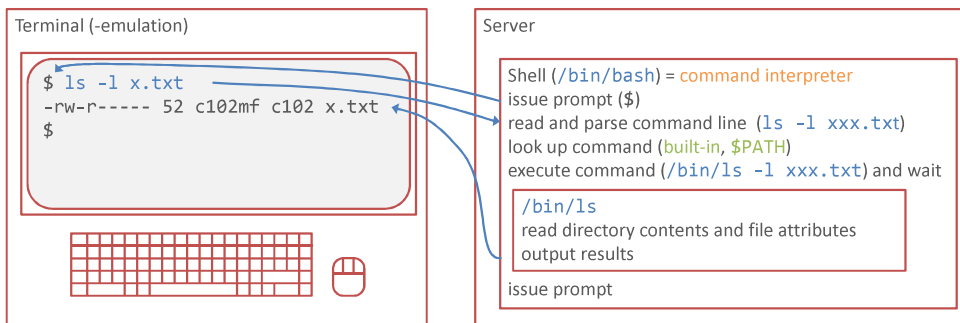 Terminal (-emulation)
$ ls -l x.txt
-rw-r----- 52 c102mf c102 x.txt
$
Server
Shell (/bin/bash) = command interpreter
issue prompt ($)
read and parse command line (ls -l xxx.txt)
look up command (built-in, $PATH)
execute command (/bin/ls -l xxx.txt) and wait
/bin/ls
read directory contents and file attributes
output results
issue prompt